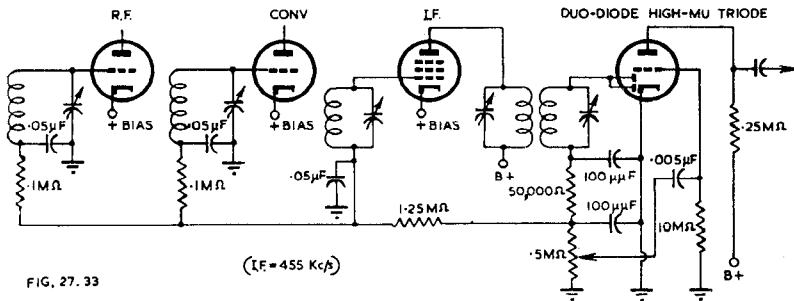 R.F. CONV I.F. DUO-DIODE HIGH-MU TRIODE
.05µF
+ BIAS
.05µF
+ BIAS
+ BIAS
.25MΩ
.1MΩ
.1MΩ
.05µF
B+
50,000Ω
100µµF
.005µF
1.25MΩ
100µµF
.5MΩ
10MΩ
B+
FIG. 27.33
(I.F. = 455 Kc/s)